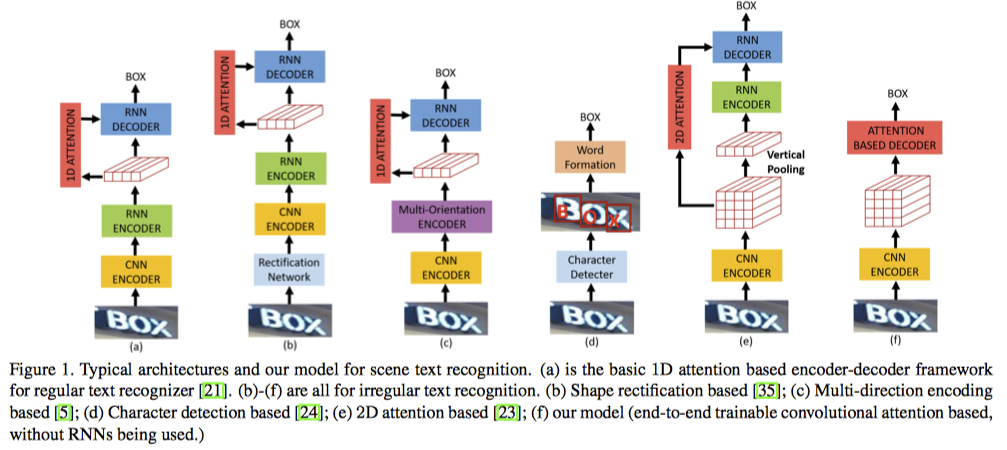 BOX
RNN
DECODER
1D ATTENTION
RNN
ENCODER
CNN
ENCODER
BOX
(a)
BOX
RNN
DECODER
1D ATTENTION
RNN
ENCODER
CNN
ENCODER
Rectification
Network
BOX
(b)
BOX
RNN
DECODER
1D ATTENTION
Multi-Orientation
ENCODER
CNN
ENCODER
BOX
(c)
BOX
Word
Formation
BOX
Character
Detecter
BOX
(d)
BOX
RNN
DECODER
2D ATTENTION
RNN
ENCODER
Vertical
Pooling
CNN
ENCODER
BOX
(e)
BOX
ATTENTION
BASED DECODER
CNN
ENCODER
BOX
(f)
Figure 1. Typical architectures and our model for scene text recognition. (a) is the basic 1D attention based encoder-decoder framework
for regular text recognizer [21]. (b)-(f) are all for irregular text recognition. (b) Shape rectification based [35]; (c) Multi-direction encoding
based [5]; (d) Character detection based [24]; (e) 2D attention based [23]; (f) our model (end-to-end trainable convolutional attention based,
without RNNs being used.)